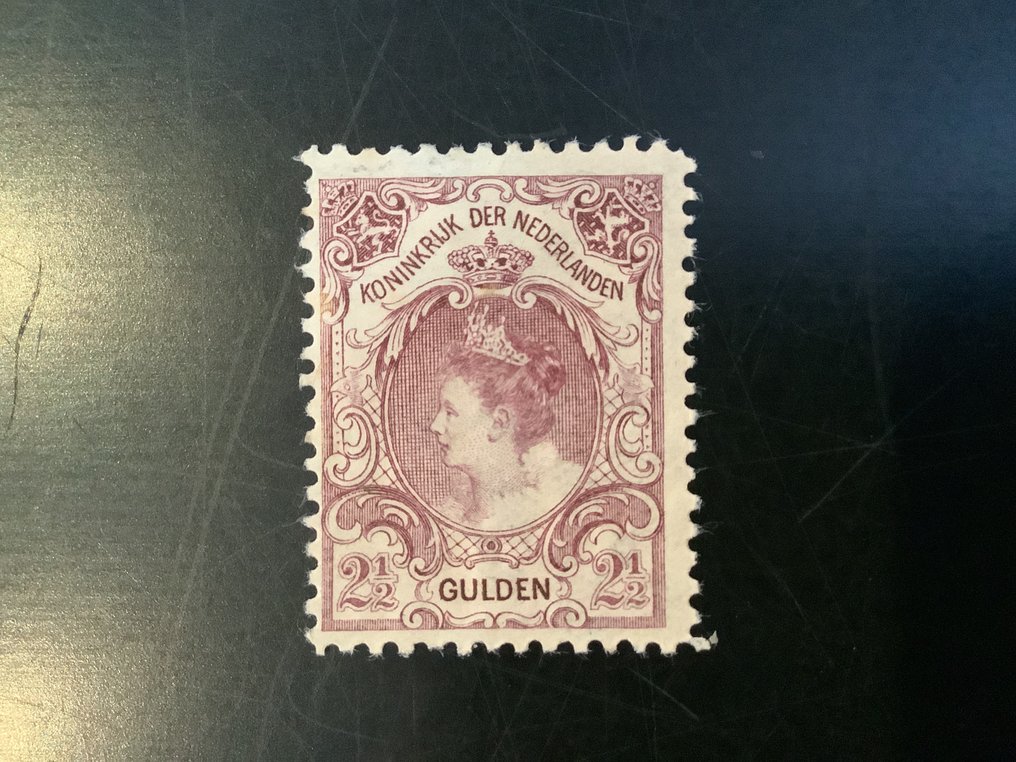 KONINKRIJK DER NEDERLANDEN
2½ GULDEN 2½